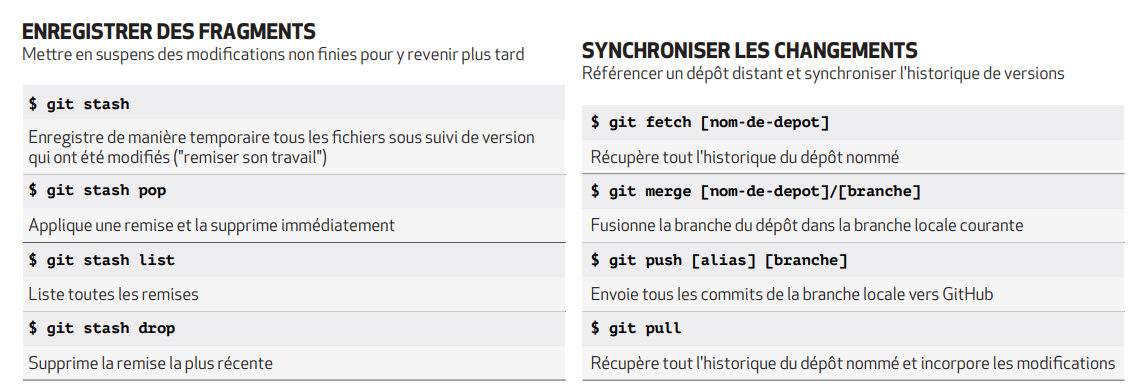 ENREGISTRER DES FRAGMENTS
Mettre en suspens des modifications non finies pour y revenir plus tard
$ git stash
Enregistre de manière temporaire tous les fichiers sous suivi de version
qui ont été modifiés ("remiser son travail")
$ git stash pop
Applique une remise et la supprime immédiatement
$ git stash list
Liste toutes les remises
$ git stash drop
Supprime la remise la plus récente
SYNCHRONISER LES CHANGEMENTS
Référencer un dépôt distant et synchroniser l'historique de versions
$ git fetch [nom-de-depot]
Récupère tout l'historique du dépôt nommé
$ git merge [nom-de-depot]/[branche]
Fusionne la branche du dépôt dans la branche locale courante
$ git push [alias] [branche]
Envoie tous les commits de la branche locale vers GitHub
$ git pull
Récupère tout l'historique du dépôt nommé et incorpore les modifications